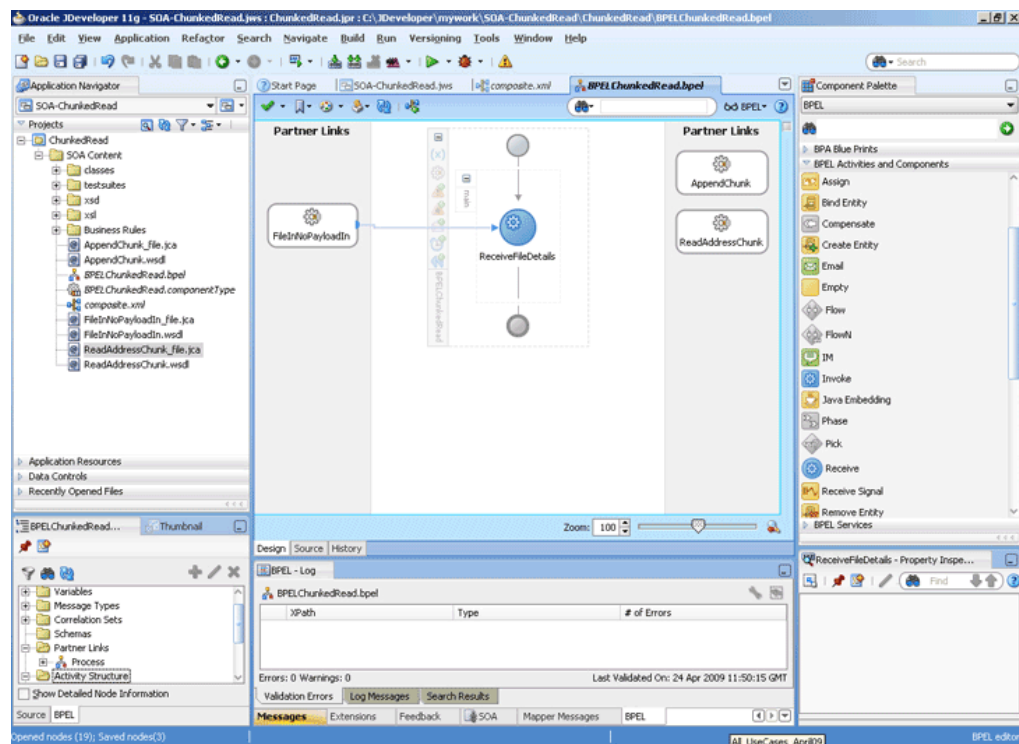 Oracle JDeveloper 11g - SOA-ChunkedRead.jws : ChunkedRead.jpr : C:\JDeveloper\mywork\SOA-ChunkedRead\ChunkedRead\BPELChunkedRead.bpel
File Edit View Application Refactor Search Navigate Build Run Versioning Tools Window Help
Search
Application Navigator
Start Page
SOA-ChunkedRead.jws
composite.xml
BPELChunkedRead.bpel
Component Palette
SOA-ChunkedRead
BPEL
BPEL
Projects
ChunkedRead
SOA Content
classes
testsuites
xsd
xsl
Business Rules
AppendChunk_file.jca
AppendChunk.wsdl
BPELChunkedRead.bpel
BPELChunkedRead.componentType
composite.xml
FileInNoPayloadIn_file.jca
FileInNoPayloadIn.wsdl
ReadAddressChunk_file.jca
ReadAddressChunk.wsdl
Application Resources
Data Controls
Recently Opened Files
Partner Links
Partner Links
main
FileInNoPayloadIn
ReceiveFileDetails
BPELChunkedRead
AppendChunk
ReadAddressChunk
Zoom: 100
Design Source History
BPA Blue Prints
BPEL Activities and Components
Assign
Bind Entity
Compensate
Create Entity
Email
Empty
Flow
FlowN
IM
Invoke
Java Embedding
Phase
Pick
Receive
Receive Signal
Remove Entity
BPEL Services
BPELChunkedRead...
Thumbnail
Variables
Message Types
Correlation Sets
Schemas
Partner Links
Process
Activity Structure
Show Detailed Node Information
Source BPEL
BPEL - Log
BPELChunkedRead.bpel
XPath Type # of Errors
Errors: 0 Warnings: 0 Last Validated On: 24 Apr 2009 11:50:15 GMT
Validation Errors Log Messages Search Results
Messages Extensions Feedback SOA Mapper Messages BPEL
ReceiveFileDetails - Property Inspe...
Find
Opened nodes (19); Saved nodes(3)
All_UseCases_April09
BPEL editor